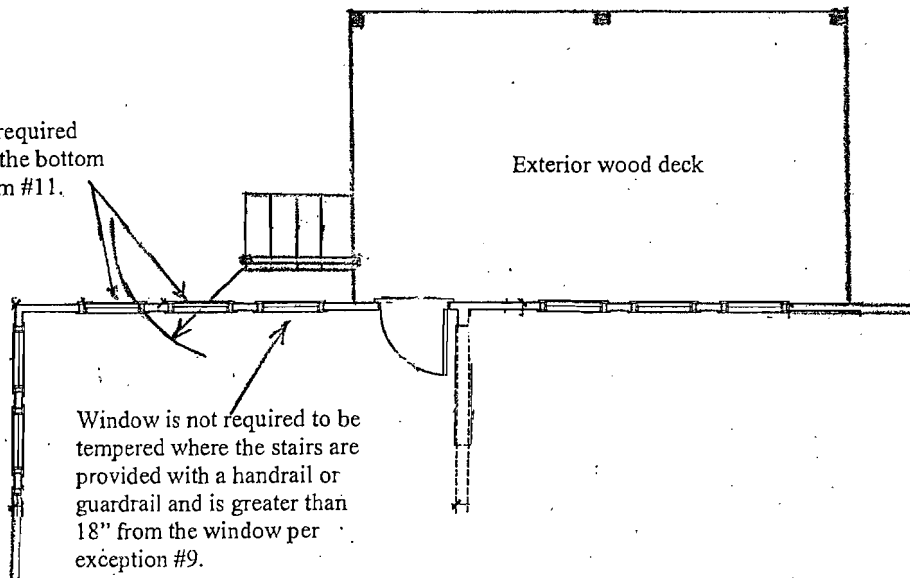 required
the bottom
m #11.
Exterior wood deck
Window is not required to be
tempered where the stairs are
provided with a handrail or
guardrail and is greater than
18” from the window per
exception #9.